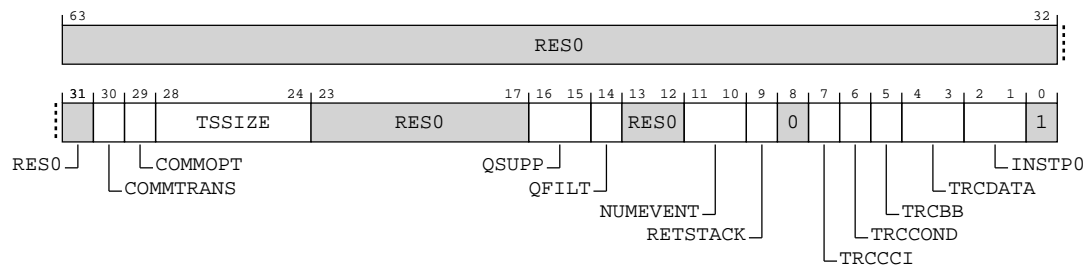 63 32
RES0
31 30 29 28 24 23 17 16 15 14 13 12 11 10 9 8 7 6 5 4 3 2 1 0
TSSIZE RES0 RES0 0 1
RES0 COMMOPT QSUPP INSTP0
COMMTRANS QFILT TRCDATA
NUMEVENT TRCBB
RETSTACK TRCCOND
TRCCCI